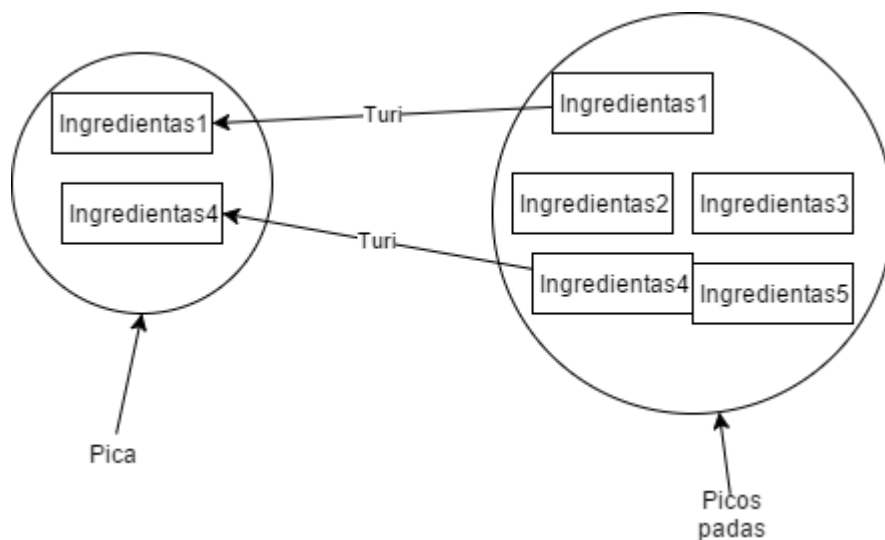 Ingredientas1
Ingredientas4
Pica
Turi
Turi
Ingredientas1
Ingredientas2
Ingredientas3
Ingredientas4
Ingredientas5
Picos
padas